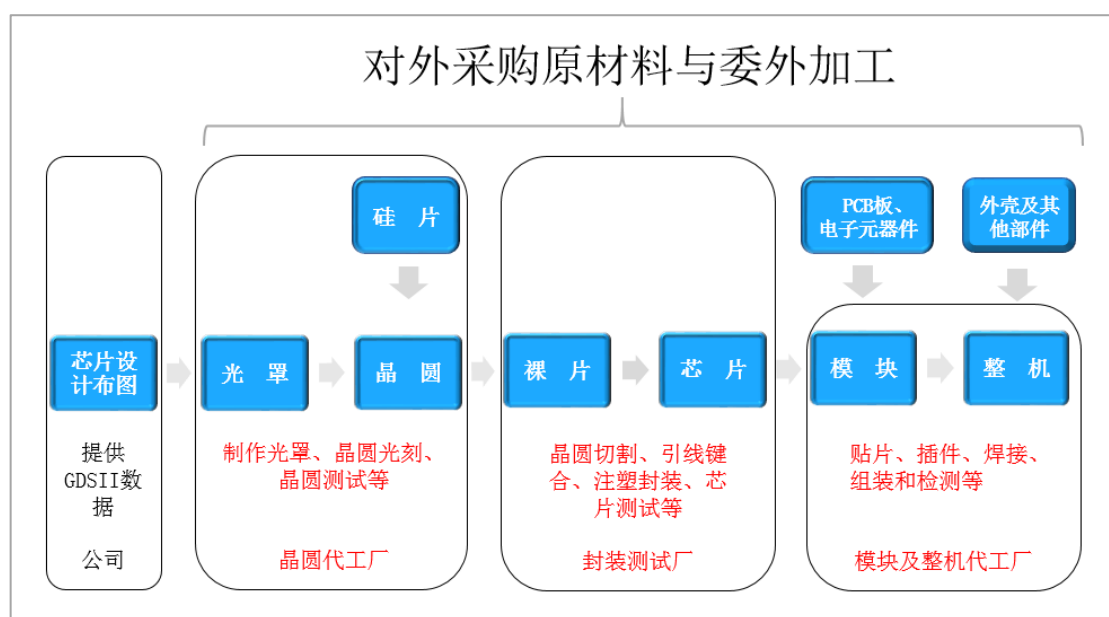 对外采购原材料与委外加工
硅 片
PCB板、
电子元器件
外壳及其
他部件
芯片设
计布图
光 罩
晶 圆
裸 片
芯 片
模 块
整 机
提供
GDSII数
据
制作光罩、晶圆光刻、
晶圆测试等
晶圆切割、引线键
合、注塑封装、芯
片测试等
贴片、插件、焊接、
组装和检测等
公司
晶圆代工厂
封装测试厂
模块及整机代工厂